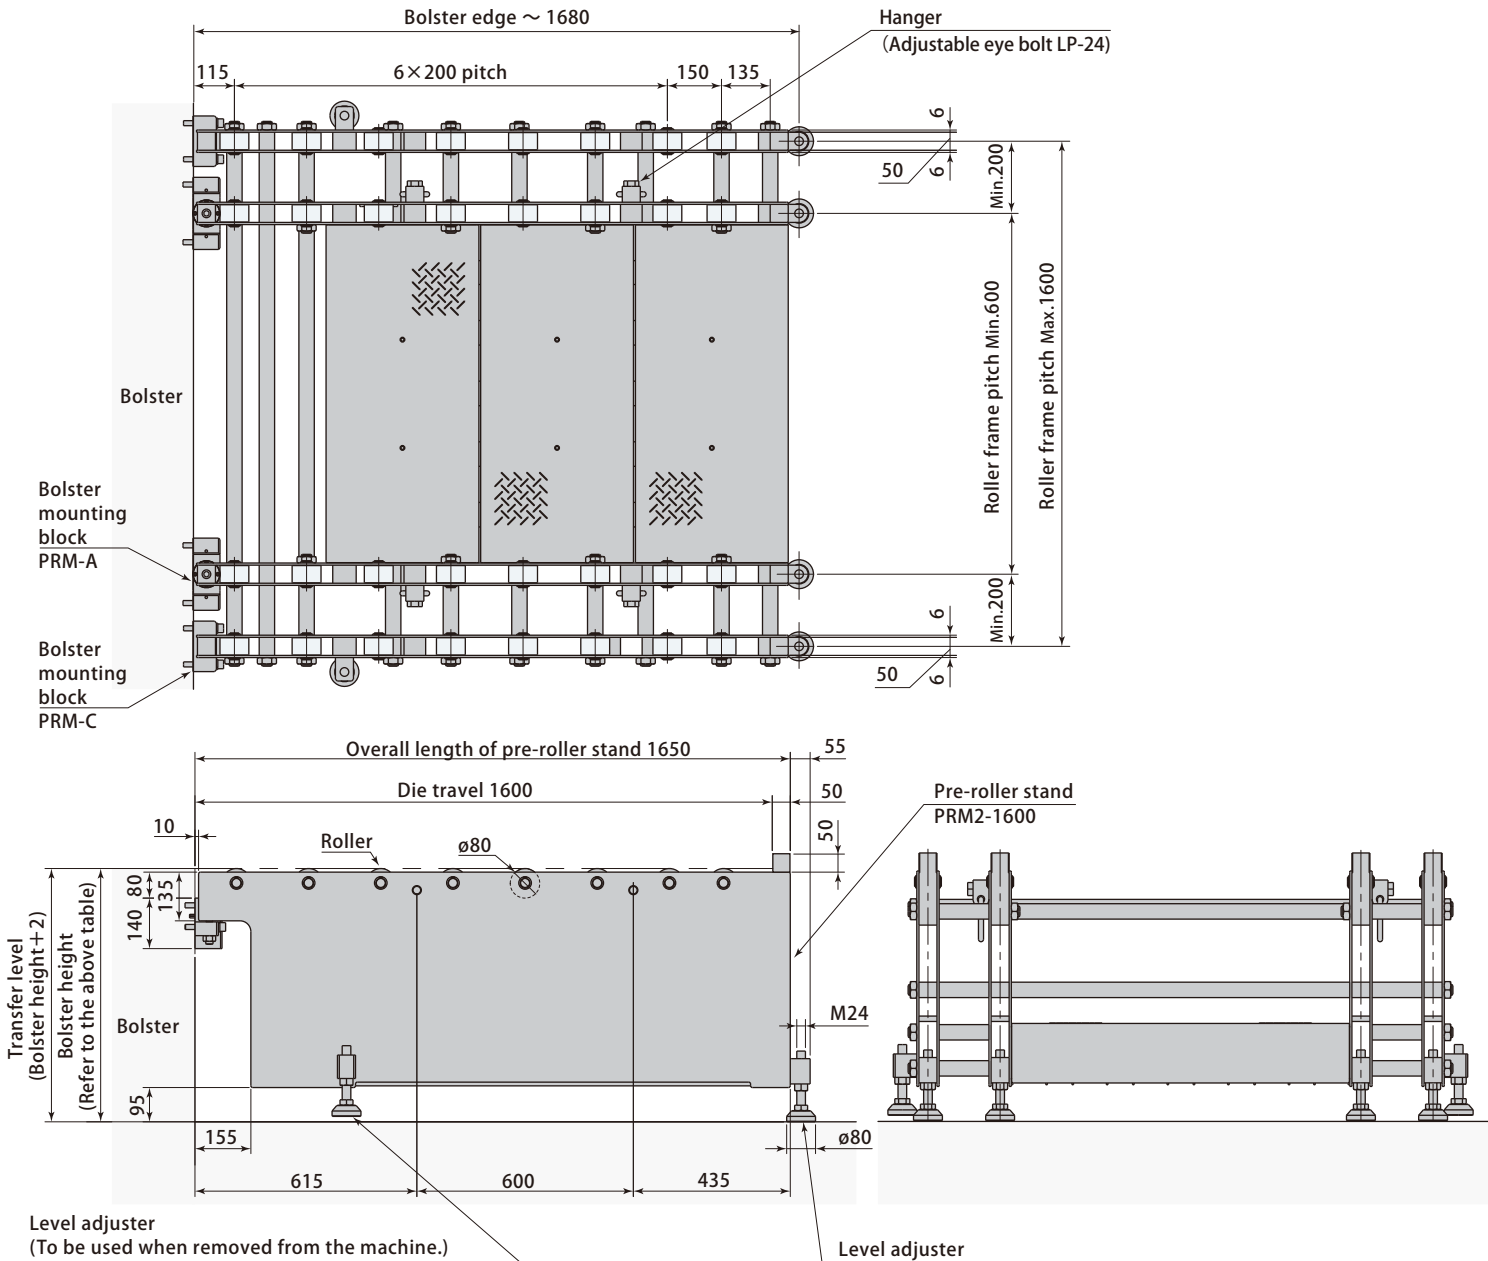 Bolster edge ～ 1680
Hanger
(Adjustable eye bolt LP-24)
115
6×200 pitch
150
135
6
50
6
Min.200
Roller frame pitch Min.600
Roller frame pitch Max.1600
Bolster
Bolster
mounting
block
PRM-A
Min.200
6
50
6
Bolster
mounting
block
PRM-C
Overall length of pre-roller stand 1650
55
Die travel 1600
50
Pre-roller stand
PRM2-1600
10
Roller
ø80
50
80
135
140
Transfer level
(Bolster height+2)
Bolster height
(Refer to the above table)
Bolster
M24
95
155
ø80
615
600
435
Level adjuster
(To be used when removed from the machine.)
Level adjuster